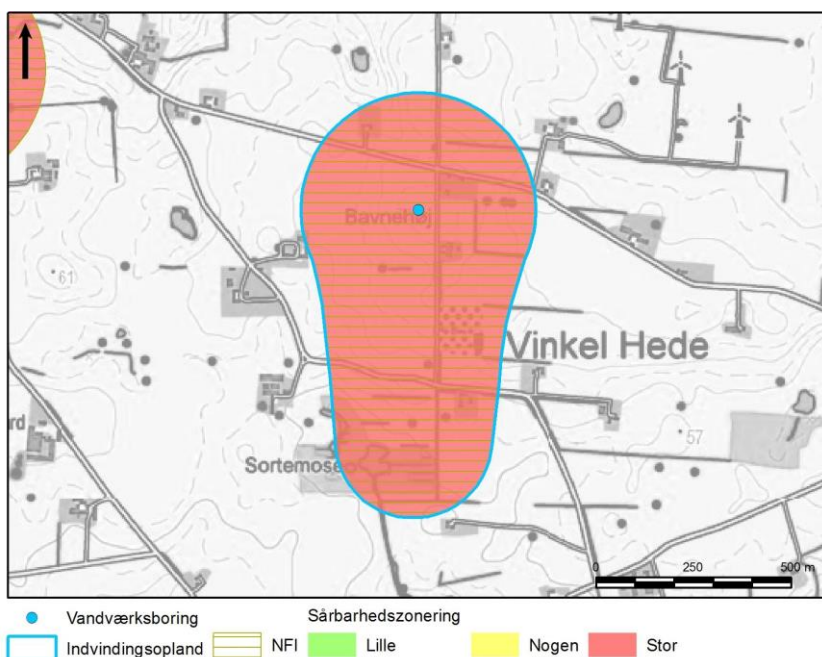 Bavnehøj
61
Vinkel Hede
rd
57
Sortemose
0 250 500 m
Vandværksboring
Sårbarhedszonering
Indvindingsopland
NFI
Lille
Nogen
Stor